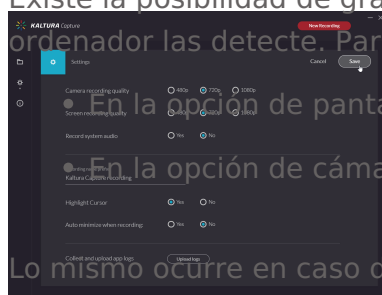 Existe la posibilidad de gra
KALTURA Capture
New Recording
ordenador las detecte. Par
Settings
Cancel
Save
Camera recording quality
480p
720p
1080p
En la opción de panta
Screen recording quality
Record system audio
Yes
No
En la opción de cáma
Kaltura Capture recording
Highlight Cursor
Yes
No
Auto minimize when recording:
Yes
No
Collect and upload app logs
Upload logs
Lo mismo ocurre en caso d